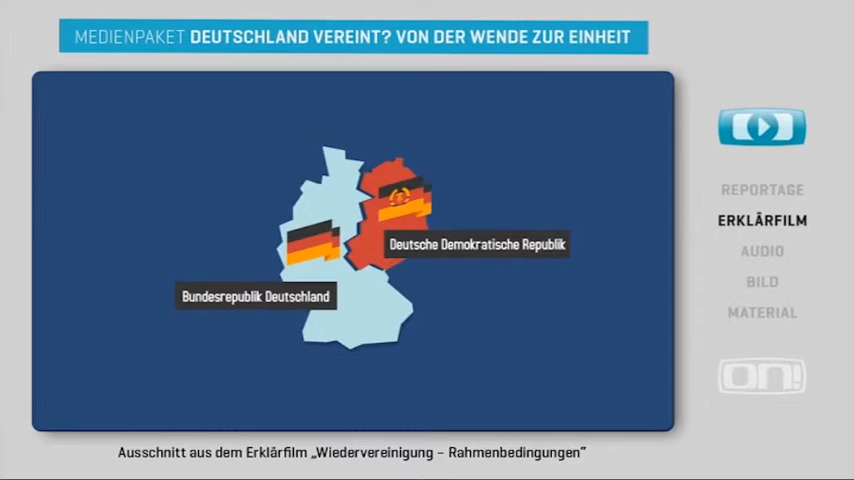 MEDIENPAKET DEUTSCHLAND VEREINT? VON DER WENDE ZUR EINHEIT
Deutsche Demokratische Republik
Bundesrepublik Deutschland
REPORTAGE
ERKLÄRFILM
AUDIO
BILD
MATERIAL
on!
Ausschnitt aus dem Erklärfilm „Wiedervereinigung – Rahmenbedingungen”